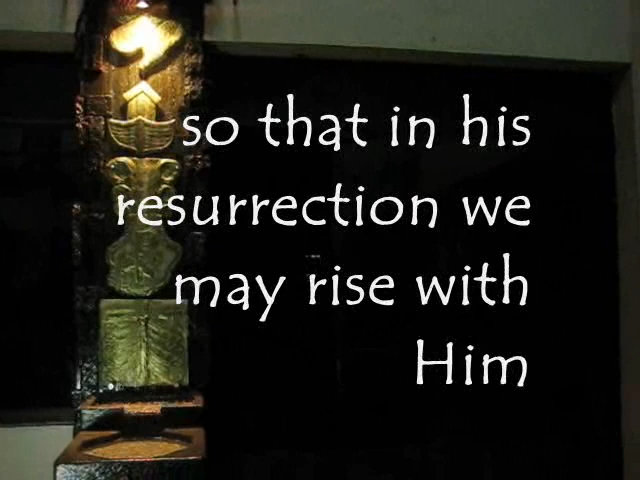 so that in his
resurrection we
may rise with
Him